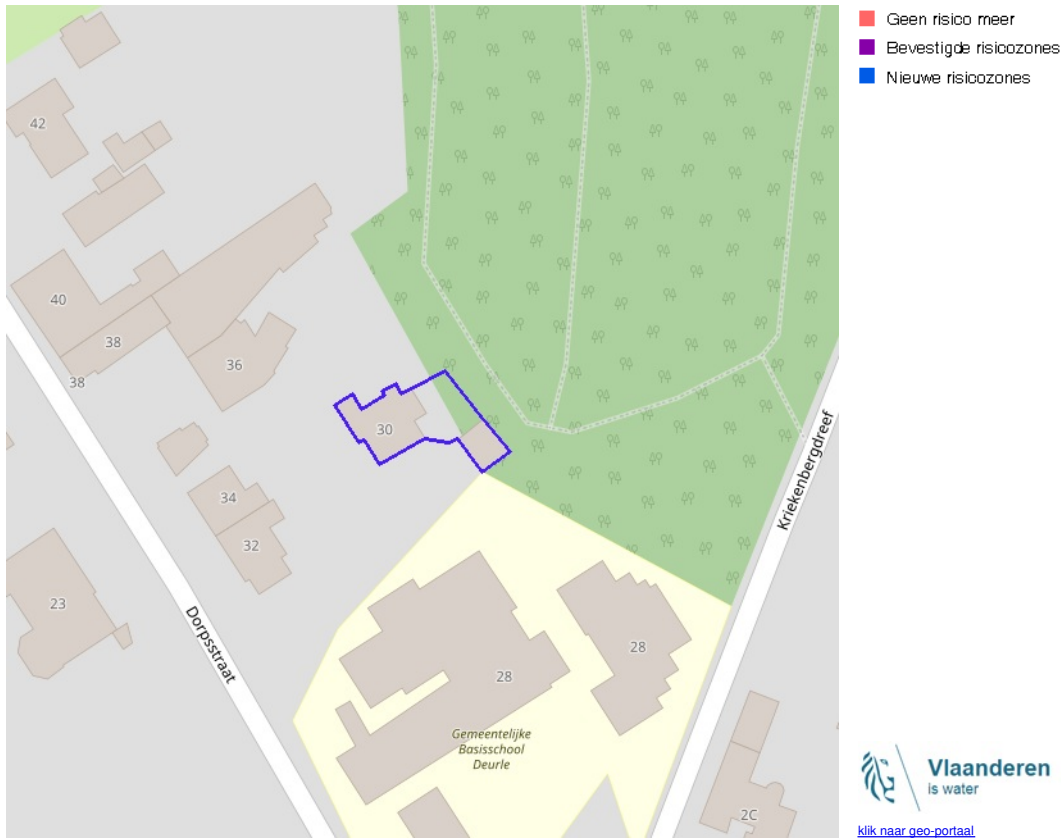 Geen risico meer
Bevestigde risicozones
Nieuwe risicozones
42
40
38
38
36
30
34
32
23
Dorpsstraat
Kriekenbergdreef
28
28
Gemeentelijke
Basisschool
Deurle
2C
Vlaanderen
is water
klik naar geo-portaal